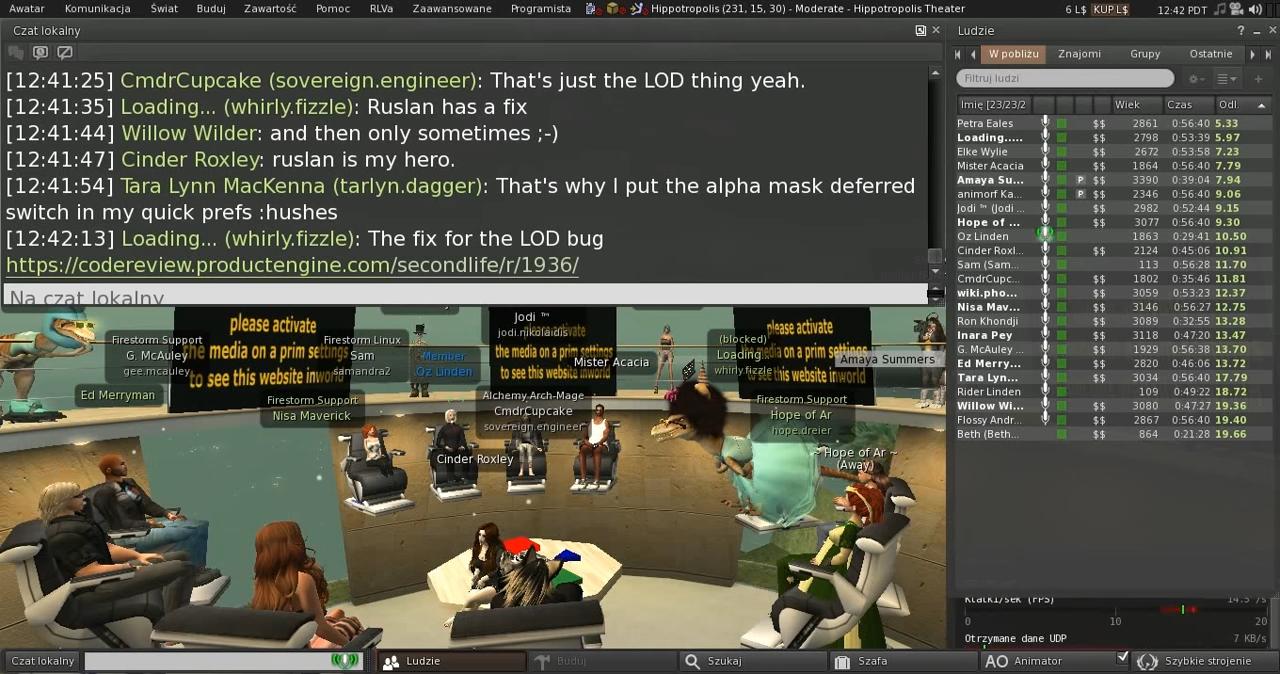 Awatar Komunikacja Świat Buduj Zawartość Pomoc RLVa Zaawansowane Programista Hippotropolis (231, 15, 30) - Moderate - Hippotropolis Theater 6 L$ KUP L$ 12:42 PDT
Czat lokalny
[12:41:25] CmdrCupcake (sovereign.engineer): That's just the LOD thing yeah.
[12:41:35] Loading... (whirly.fizzle): Ruslan has a fix
[12:41:44] Willow Wilder: and then only sometimes ;-)
[12:41:47] Cinder Roxley: ruslan is my hero.
[12:41:54] Tara Lynn MacKenna (tarlyn.dagger): That's why I put the alpha mask deferred
switch in my quick prefs :hushes
[12:42:13] Loading... (whirly.fizzle): The fix for the LOD bug
https://codereview.productengine.com/secondlife/r/1936/
Na czat lokalny
please activate
the media on a prim settings
to see this website inworld
please activate
the media on a prim settings
to see this website inworld
please activate
the media on a prim settings
to see this website inworld
Firestorm Support
G. McAuley
gee.mcauley
Firestorm Linux
Sam
samandra2
Member
Oz Linden
Jodi ™
jodi.nikolaidis
Mister Acacia
(blocked)
Loading...
whirly.fizzle
Amaya Summers
Ed Merryman
Firestorm Support
Nisa Maverick
Alchemy Arch-Mage
CmdrCupcake
sovereign.engineer
Firestorm Support
Hope of Ar
hope.dreier
Cinder Roxley
~ Hope of Ar ~
(Away)
Ludzie
W pobliżu Znajomi Grupy Ostatnie
Filtruj ludzi
Imię [23/23/2 Wiek Czas Odl.
Petra Eales $$ 2861 0:56:40 5.33
Loading..... $$ 2798 0:53:39 5.97
Elke Wylie $$ 2672 0:53:58 7.23
Mister Acacia $$ 1864 0:56:40 7.79
Amaya Su... P $$ 3390 0:39:04 7.94
animorf Ka... P $$ 2346 0:56:40 9.06
Jodi ™ (Jodi ... $$ 2982 0:52:44 9.15
Hope of ... $$ 3077 0:56:40 9.30
Oz Linden 1863 0:29:41 10.50
Cinder Roxl... $$ 2124 0:45:06 10.91
Sam (Sam... 113 0:56:28 11.70
CmdrCupc... $$ 1802 0:35:46 11.81
wiki.pho... $$ 3059 0:53:23 12.37
Nisa Mav... $$ 3146 0:56:27 12.75
Ron Khondji $$ 3089 0:32:55 13.28
Inara Pey $$ 3118 0:47:20 13.47
G. McAuley ... $$ 1929 0:56:38 13.70
Ed Merry... $$ 2820 0:46:06 13.72
Tara Lyn... $$ 3034 0:56:40 17.79
Rider Linden 109 0:49:22 18.72
Willow Wi... $$ 3080 0:47:27 19.36
Flossy Andr... $$ 2867 0:56:40 19.40
Beth (Beth... $$ 864 0:21:28 19.66
Klatki/sek (FPS) 14.5 /s
0 10 20
Otrzymane dane UDP 7 KB/s
Czat lokalny Ludzie Buduj Szukaj Szafa AO Animator Szybkie strojenie